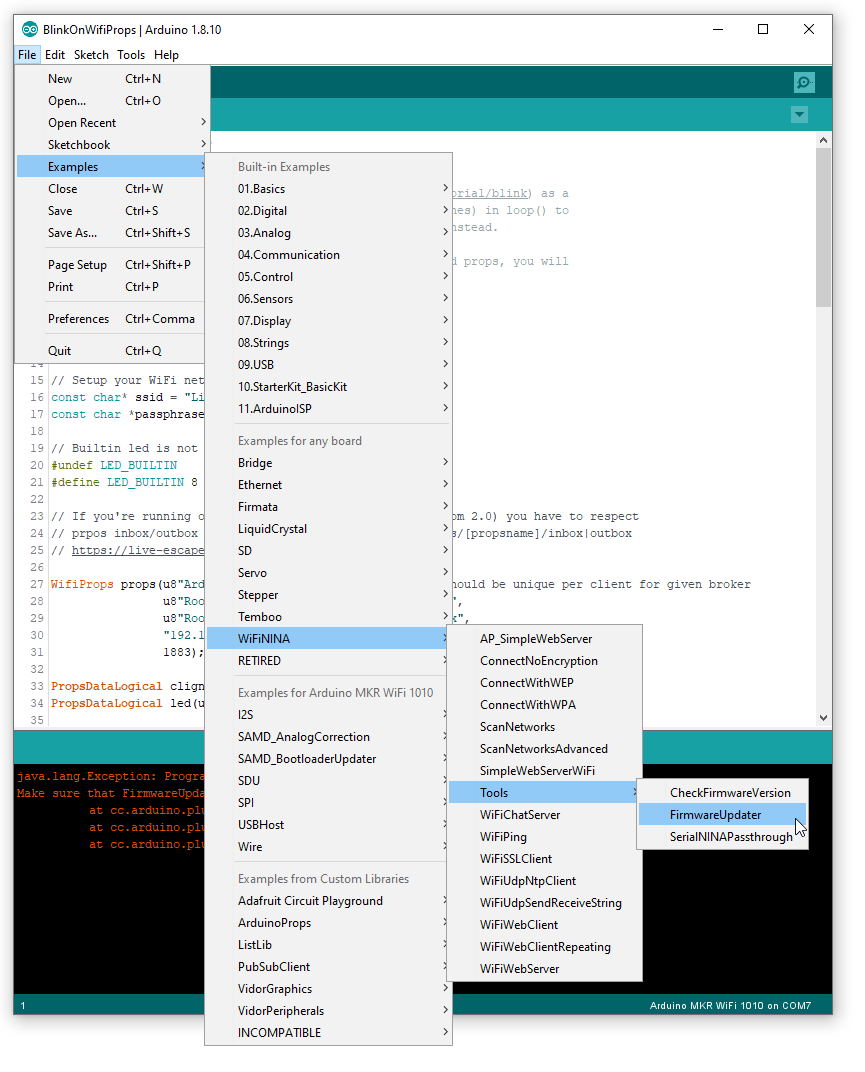 BlinkOnWifiProps | Arduino 1.8.10
File Edit Sketch Tools Help
New Ctrl+N
Open... Ctrl+O
Open Recent
Sketchbook
Examples
Close Ctrl+W
Save Ctrl+S
Save As... Ctrl+Shift+S
Page Setup Ctrl+Shift+P
Print Ctrl+P
Preferences Ctrl+Comma
Quit Ctrl+Q
Built-in Examples
01.Basics
02.Digital
03.Analog
04.Communication
05.Control
06.Sensors
07.Display
08.Strings
09.USB
10.StarterKit_BasicKit
11.ArduinoISP
Examples for any board
Bridge
Ethernet
Firmata
LiquidCrystal
SD
Servo
Stepper
Temboo
WiFiNINA
RETIRED
Examples for Arduino MKR WiFi 1010
I2S
SAMD_AnalogCorrection
SAMD_BootloaderUpdater
SDU
SPI
USBHost
Wire
Examples from Custom Libraries
Adafruit Circuit Playground
ArduinoProps
ListLib
PubSubClient
VidorGraphics
VidorPeripherals
INCOMPATIBLE
AP_SimpleWebServer
ConnectNoEncryption
ConnectWithWEP
ConnectWithWPA
ScanNetworks
ScanNetworksAdvanced
SimpleWebServerWiFi
Tools
WiFiChatServer
WiFiPing
WiFiSSLClient
WiFiUdpNtpClient
WiFiUdpSendReceiveString
WiFiWebClient
WiFiWebClientRepeating
WiFiWebServer
CheckFirmwareVersion
FirmwareUpdater
SerialNINAPassthrough
orial/blink) as a
nes) in loop() to
nstead.
d props, you will
14
15 // Setup your WiFi net
16 const char* ssid = "Li
17 const char *passphrase
18
19 // Builtin led is not
20 #undef LED_BUILTIN
21 #define LED_BUILTIN 8
22
23 // If you're running o om 2.0) you have to respect
24 // prpos inbox/outbox s/[propsname]/inbox|outbox
25 // https://live-escape
26
27 WifiProps props(u8"Ard hould be unique per client for given broker
28 u8"Roo ",
29 u8"Roo x",
30 "192.1
31 1883);
32
33 PropsDataLogical clign
34 PropsDataLogical led(u
35
java.lang.Exception: Progra
Make sure that FirmwareUpda
at cc.arduino.plu
at cc.arduino.plu
at cc.arduino.plu
1 Arduino MKR WiFi 1010 on COM7